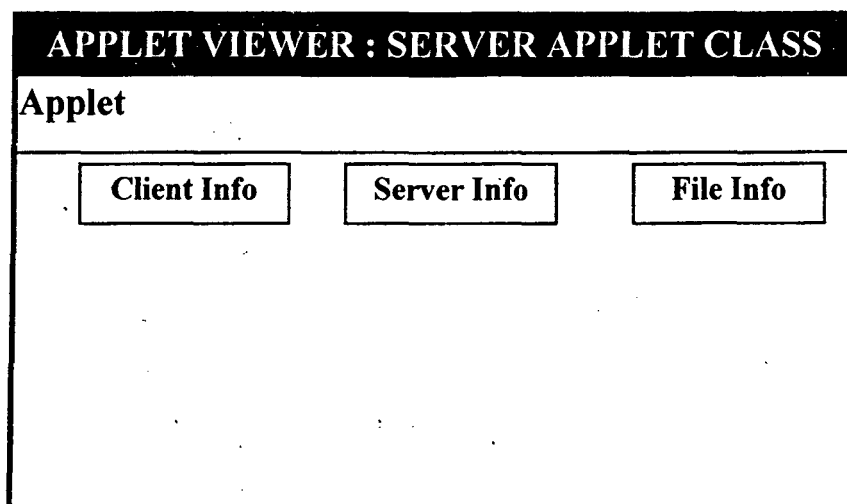 APPLET VIEWER : SERVER APPLET CLASS
Applet
Client Info Server Info File Info